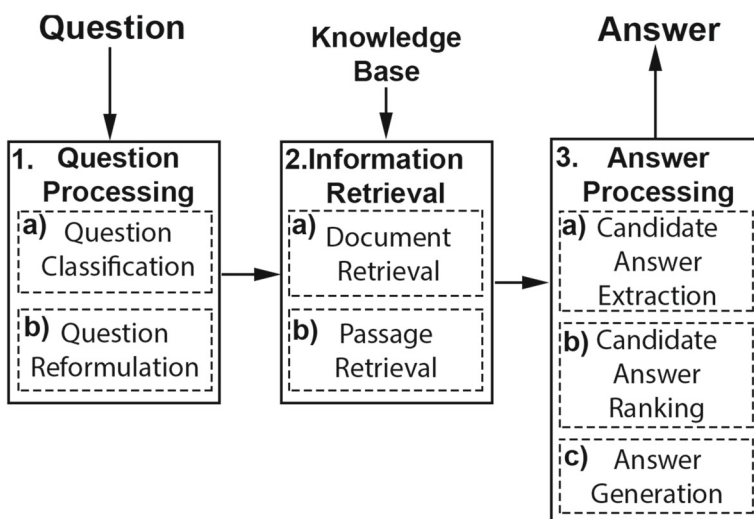 Question
Knowledge
Base
Answer
1. Question
Processing
a) Question
Classification
b) Question
Reformulation
2.Information
Retrieval
a) Document
Retrieval
b) Passage
Retrieval
3. Answer
Processing
a) Candidate
Answer
Extraction
b) Candidate
Answer
Ranking
c) Answer
Generation